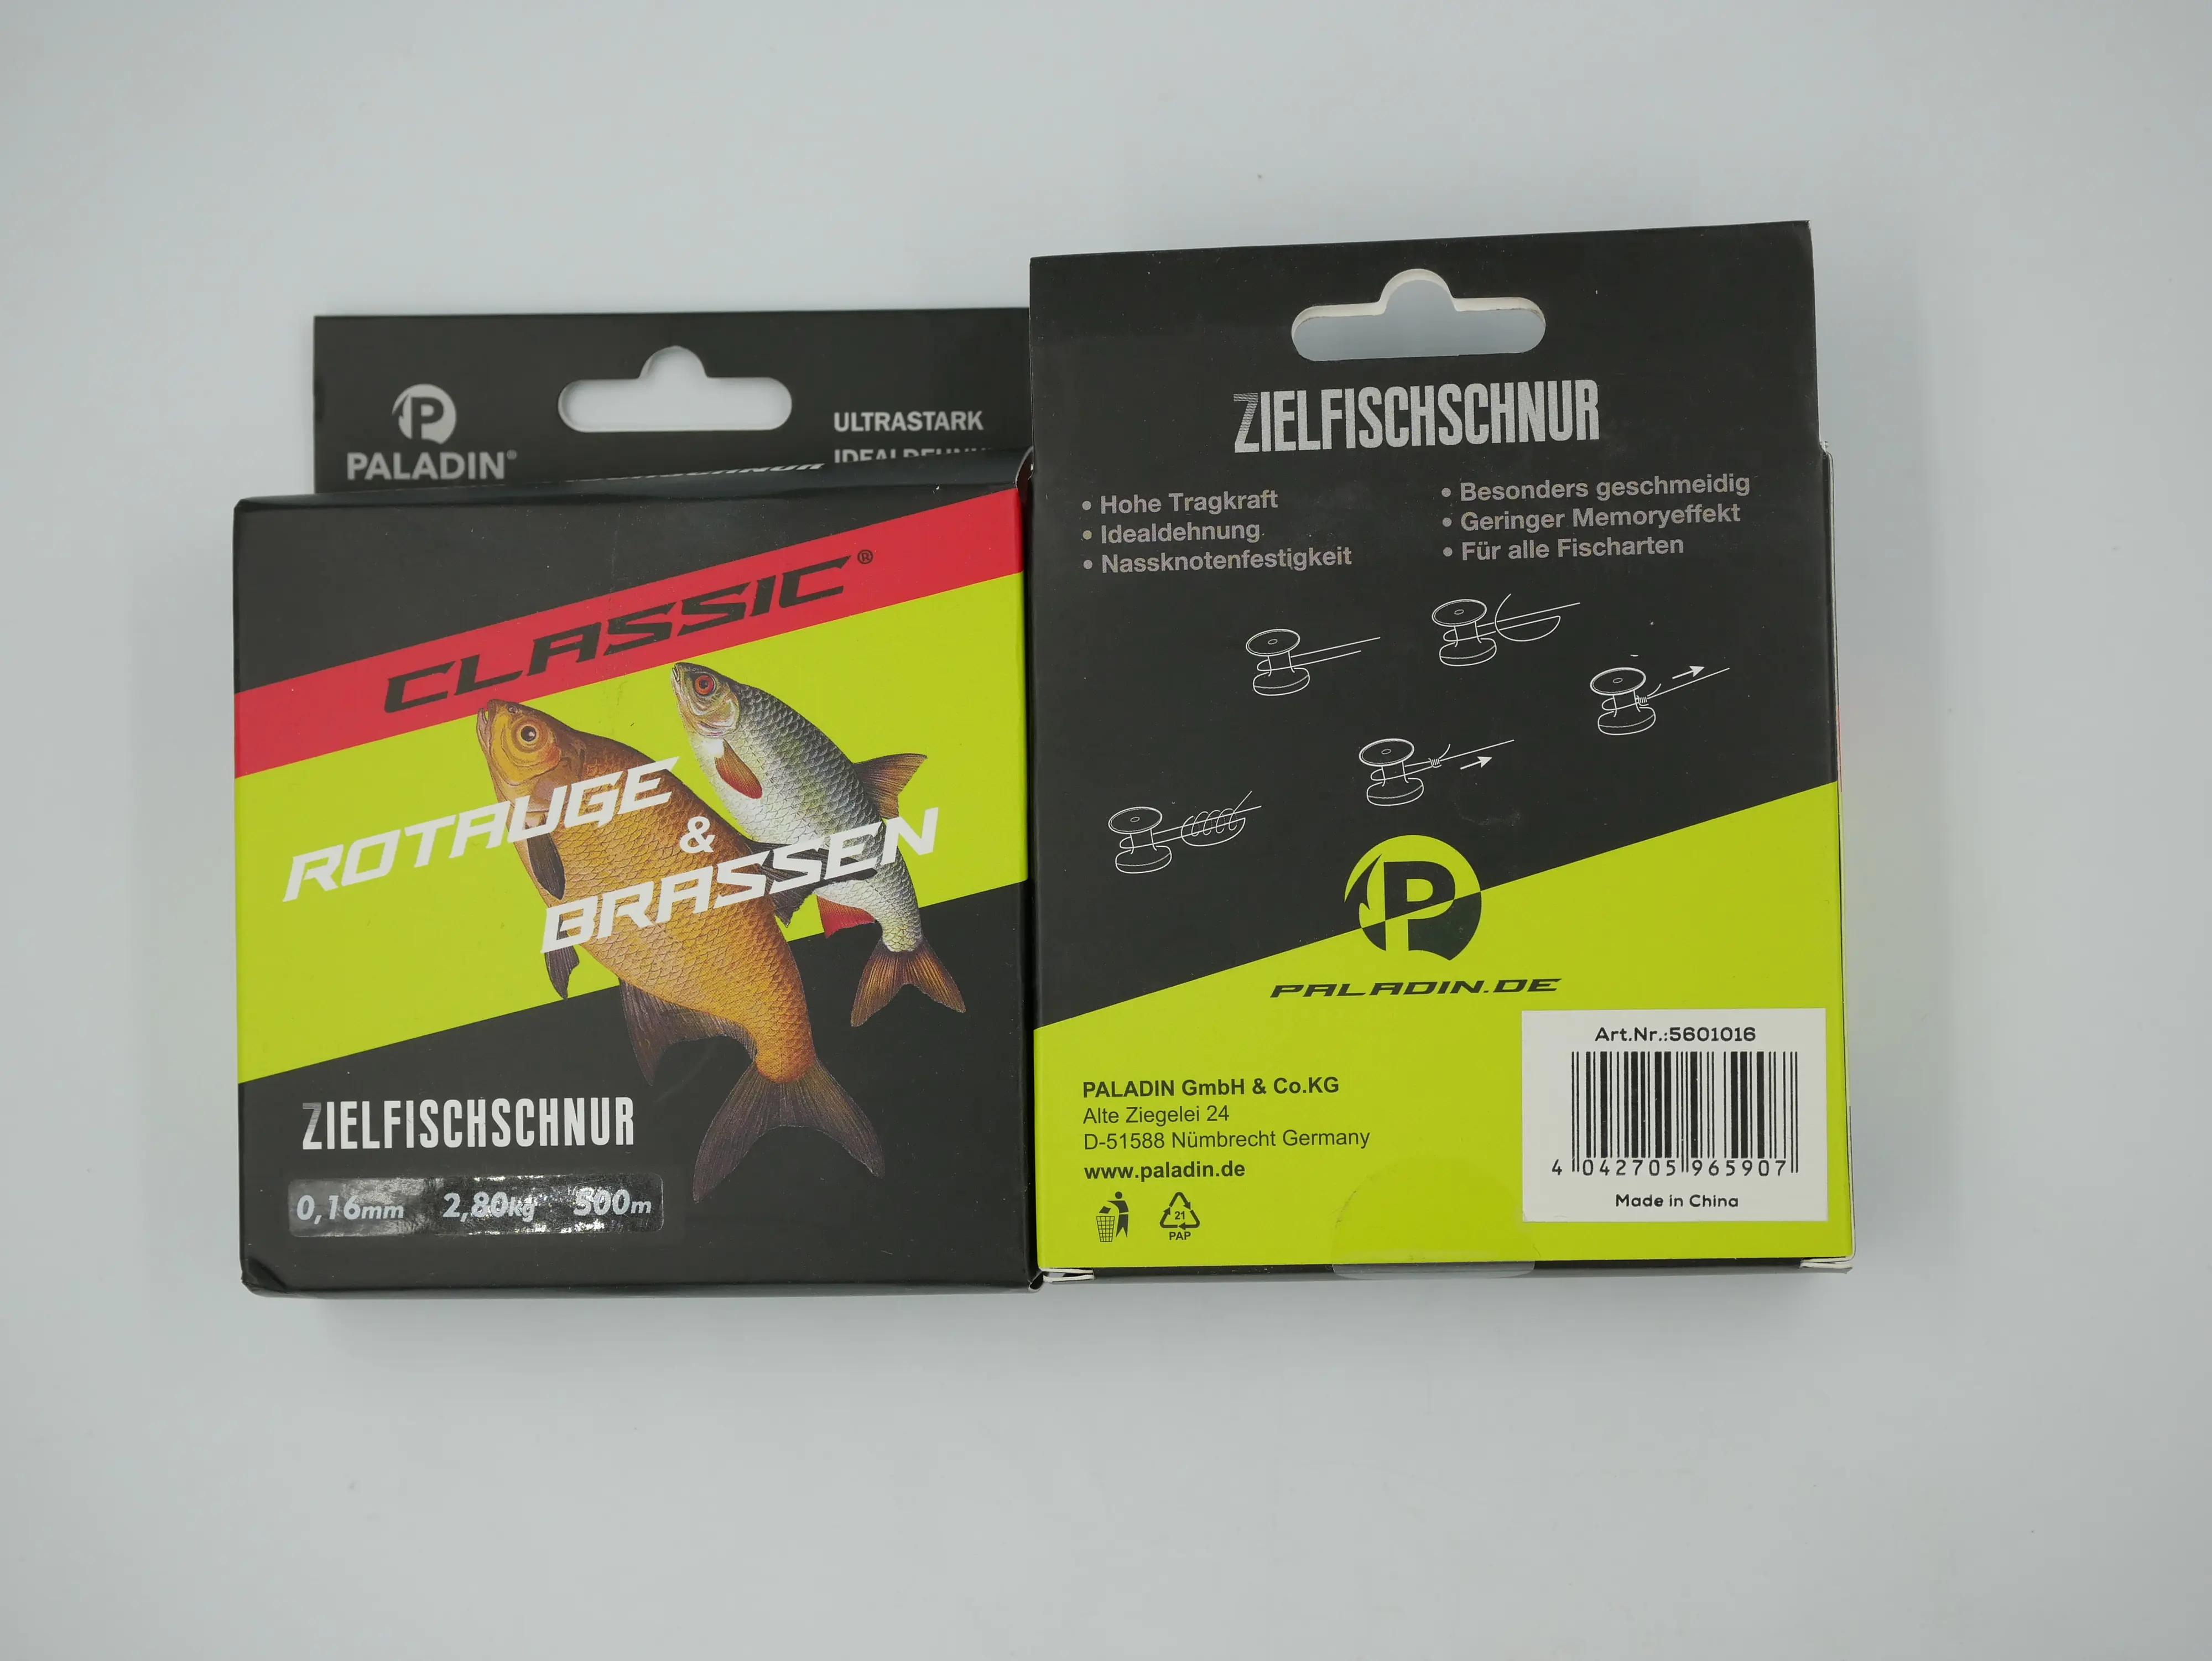 PALADIN®
ULTRASTARK
CLASSIC®
ROTAUGE
&
BRASSEN
ZIELFISCHSCHNUR
0,16mm 2,80kg 500m
ZIELFISCHSCHNUR
• Hohe Tragkraft
• Idealdehnung
• Nassknotenfestigkeit
• Besonders geschmeidig
• Geringer Memoryeffekt
• Für alle Fischarten
P
PALADIN.DE
PALADIN GmbH & Co.KG
Alte Ziegelei 24
D-51588 Nümbrecht Germany
www.paladin.de
21
PAP
Art.Nr.:5601016
4 042705 965907
Made in China